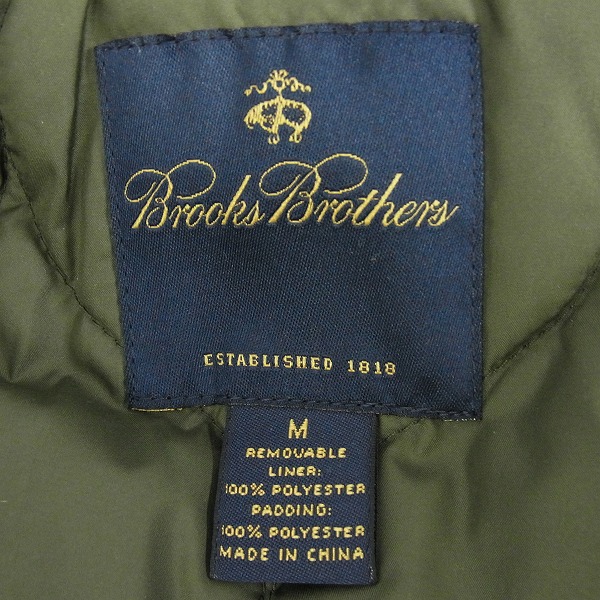 Brooks Brothers
ESTABLISHED 1818
M
REMOVABLE
LINER:
100% POLYESTER
PADDING:
100% POLYESTER
MADE IN CHINA